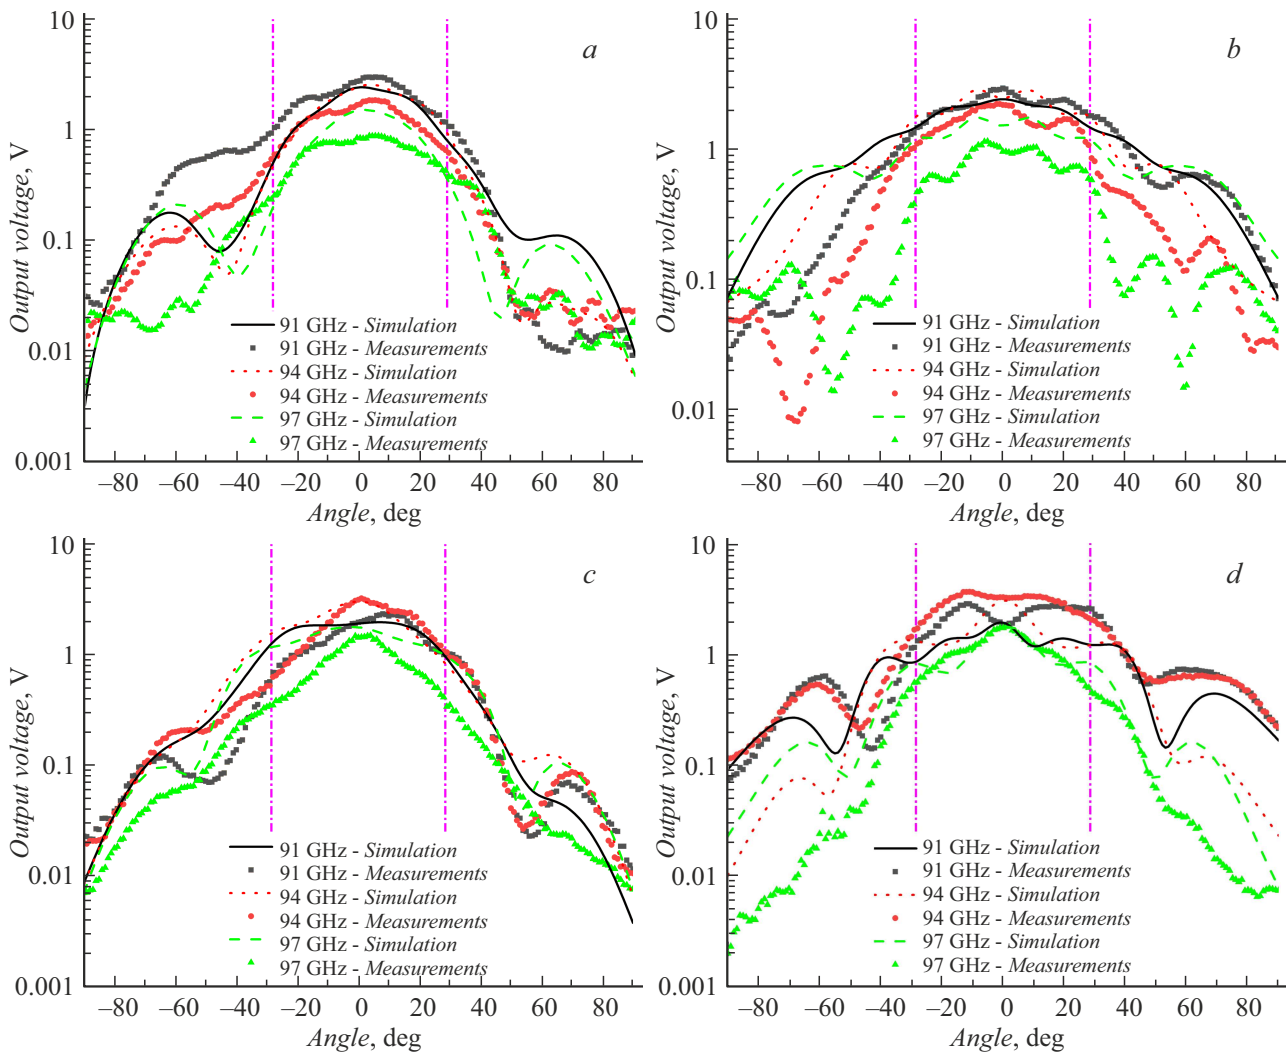 a
10
1
0.1
0.01
0.001
Output voltage, V
91 GHz - Simulation
91 GHz - Measurements
94 GHz - Simulation
94 GHz - Measurements
97 GHz - Simulation
97 GHz - Measurements
–80 –60 –40 –20 0 20 40 60 80
Angle, deg
b
10
1
0.1
0.01
Output voltage, V
91 GHz - Simulation
91 GHz - Measurements
94 GHz - Simulation
94 GHz - Measurements
97 GHz - Simulation
97 GHz - Measurements
–80 –60 –40 –20 0 20 40 60 80
Angle, deg
c
10
1
0.1
0.01
0.001
Output voltage, V
91 GHz - Simulation
91 GHz - Measurements
94 GHz - Simulation
94 GHz - Measurements
97 GHz - Simulation
97 GHz - Measurements
–80 –60 –40 –20 0 20 40 60 80
Angle, deg
d
10
1
0.1
0.01
0.001
Output voltage, V
91 GHz - Simulation
91 GHz - Measurements
94 GHz - Simulation
94 GHz - Measurements
97 GHz - Simulation
97 GHz - Measurements
–80 –60 –40 –20 0 20 40 60 80
Angle, deg